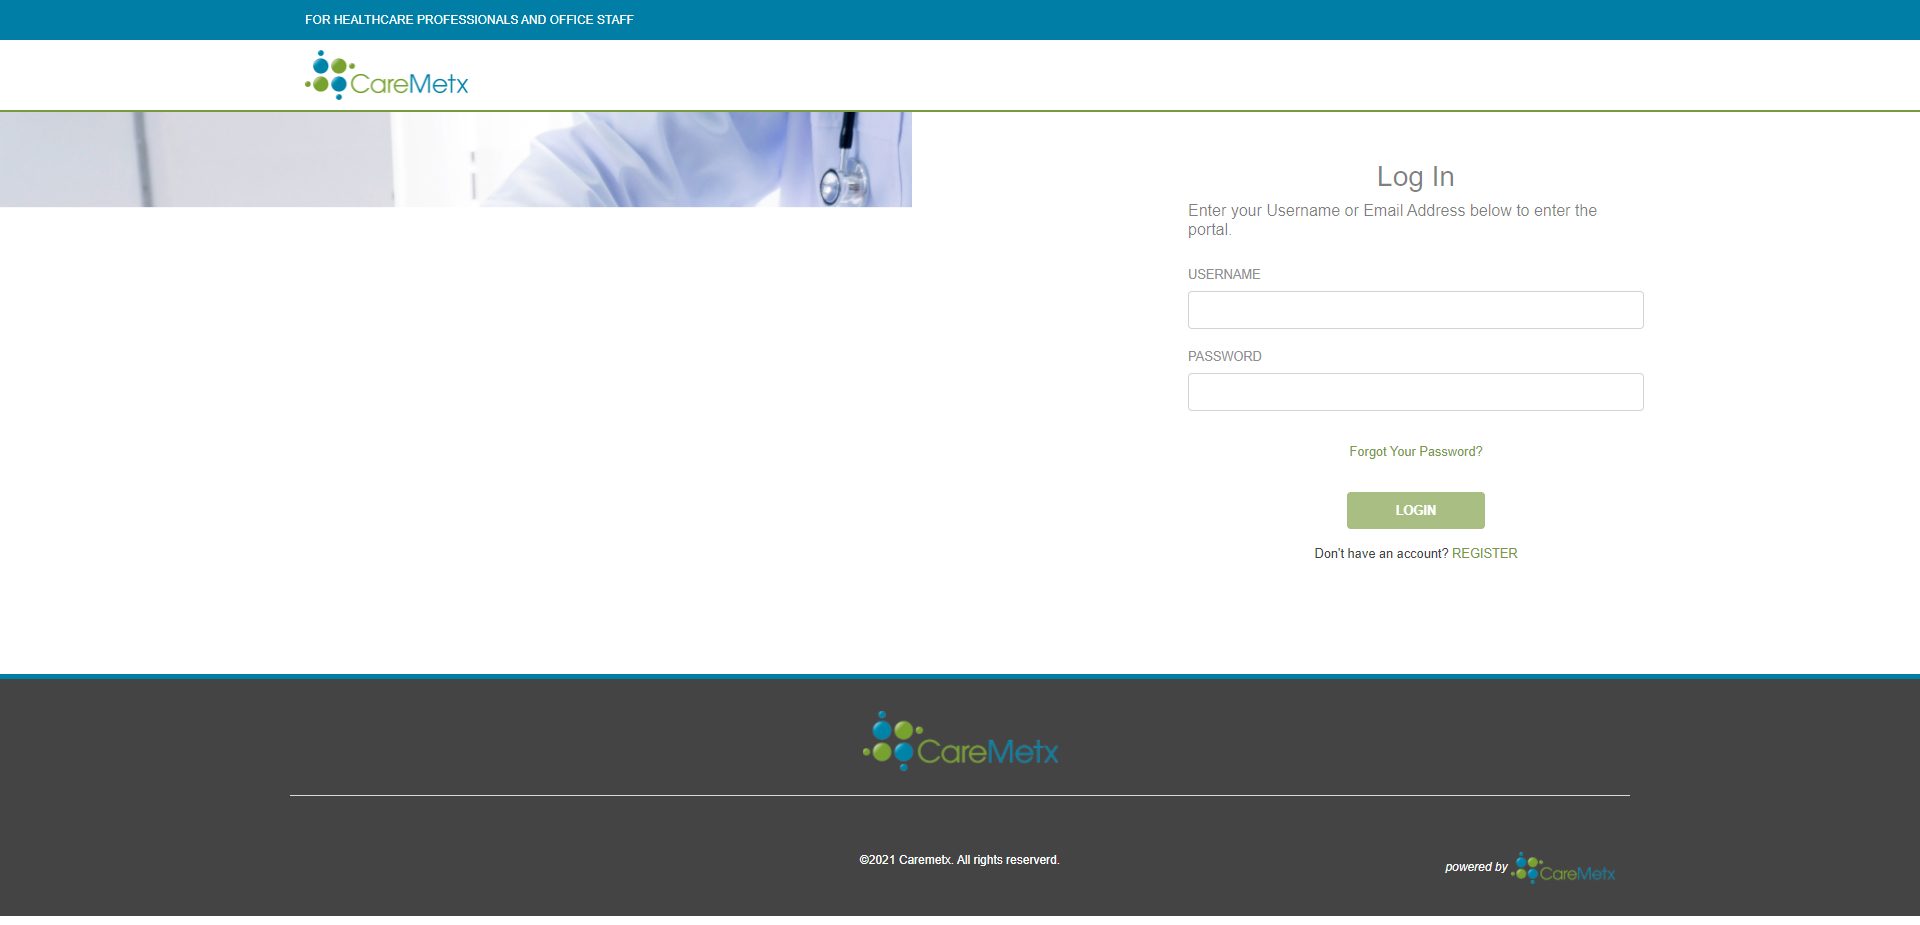 FOR HEALTHCARE PROFESSIONALS AND OFFICE STAFF
CareMetx
Log In
Enter your Username or Email Address below to enter the
portal.
USERNAME
PASSWORD
Forgot Your Password?
LOGIN
Don't have an account? REGISTER
CareMetx
©2021 Caremetx. All rights reserverd.
powered by CareMetx